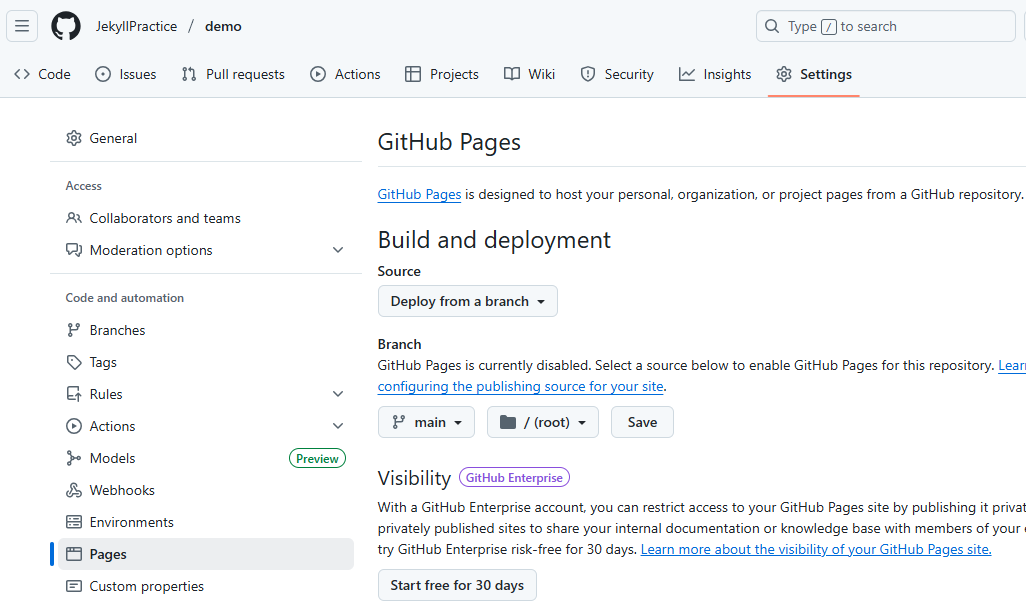 JekyllPractice / demo
Type / to search
Code Issues Pull requests Actions Projects Wiki Security Insights Settings
General
Access
Collaborators and teams
Moderation options
Code and automation
Branches
Tags
Rules
Actions
Models Preview
Webhooks
Environments
Pages
Custom properties
GitHub Pages
GitHub Pages is designed to host your personal, organization, or project pages from a GitHub repository.
Build and deployment
Source
Deploy from a branch
Branch
GitHub Pages is currently disabled. Select a source below to enable GitHub Pages for this repository.
configuring the publishing source for your site.
main / (root) Save
Visibility GitHub Enterprise
With a GitHub Enterprise account, you can restrict access to your GitHub Pages site by publishing it
privately published sites to share your internal documentation or knowledge base with members of your
try GitHub Enterprise risk-free for 30 days. Learn more about the visibility of your GitHub Pages site.
Start free for 30 days